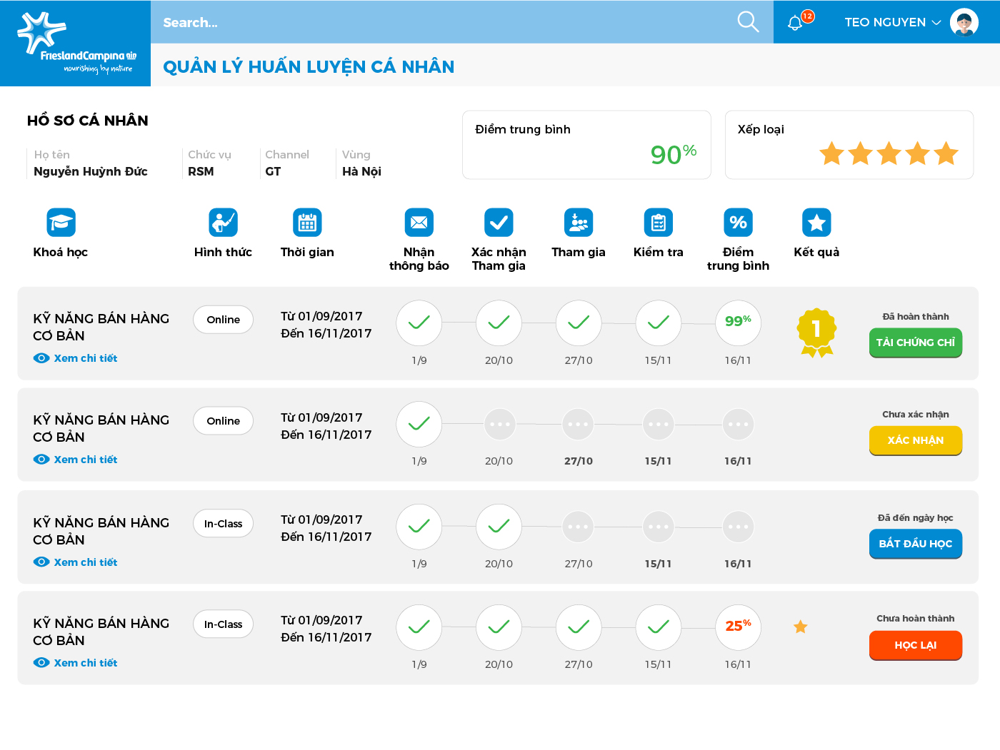 FrieslandCampina
nourishing by nature
Search...
12
TEO NGUYEN
QUẢN LÝ HUẤN LUYỆN CÁ NHÂN
HỒ SƠ CÁ NHÂN
Họ tên
Nguyễn Huỳnh Đức
Chức vụ
RSM
Channel
GT
Vùng
Hà Nội
Điểm trung bình
90%
Xếp loại
Khoá học
Hình thức
Thời gian
Nhận
thông báo
Xác nhận
Tham gia
Tham gia
Kiểm tra
%
Điểm
trung bình
Kết quả
KỸ NĂNG BÁN HÀNG
CƠ BẢN
Xem chi tiết
Online
Từ 01/09/2017
Đến 16/11/2017
1/9
20/10
27/10
15/11
99%
16/11
1
Đã hoàn thành
TẢI CHỨNG CHỈ
KỸ NĂNG BÁN HÀNG
CƠ BẢN
Xem chi tiết
Online
Từ 01/09/2017
Đến 16/11/2017
1/9
20/10
27/10
15/11
16/11
Chưa xác nhận
XÁC NHẬN
KỸ NĂNG BÁN HÀNG
CƠ BẢN
Xem chi tiết
In-Class
Từ 01/09/2017
Đến 16/11/2017
1/9
20/10
27/10
15/11
16/11
Đã đến ngày học
BẮT ĐẦU HỌC
KỸ NĂNG BÁN HÀNG
CƠ BẢN
Xem chi tiết
In-Class
Từ 01/09/2017
Đến 16/11/2017
1/9
20/10
27/10
15/11
25%
16/11
Chưa hoàn thành
HỌC LẠI